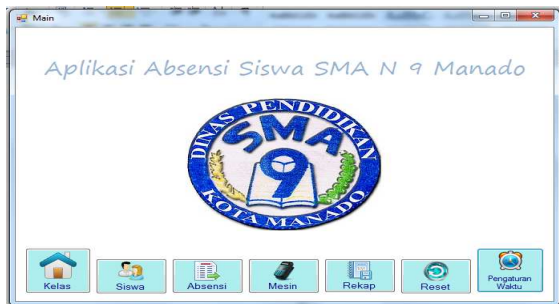 Main
Aplikasi Absensi Siswa SMA N 9 Manado
DINAS PENDIDIKAN
SMA
9
KOTA MANADO
Kelas
Siswa
Absensi
Mesin
Rekap
Reset
Pengaturan
Waktu